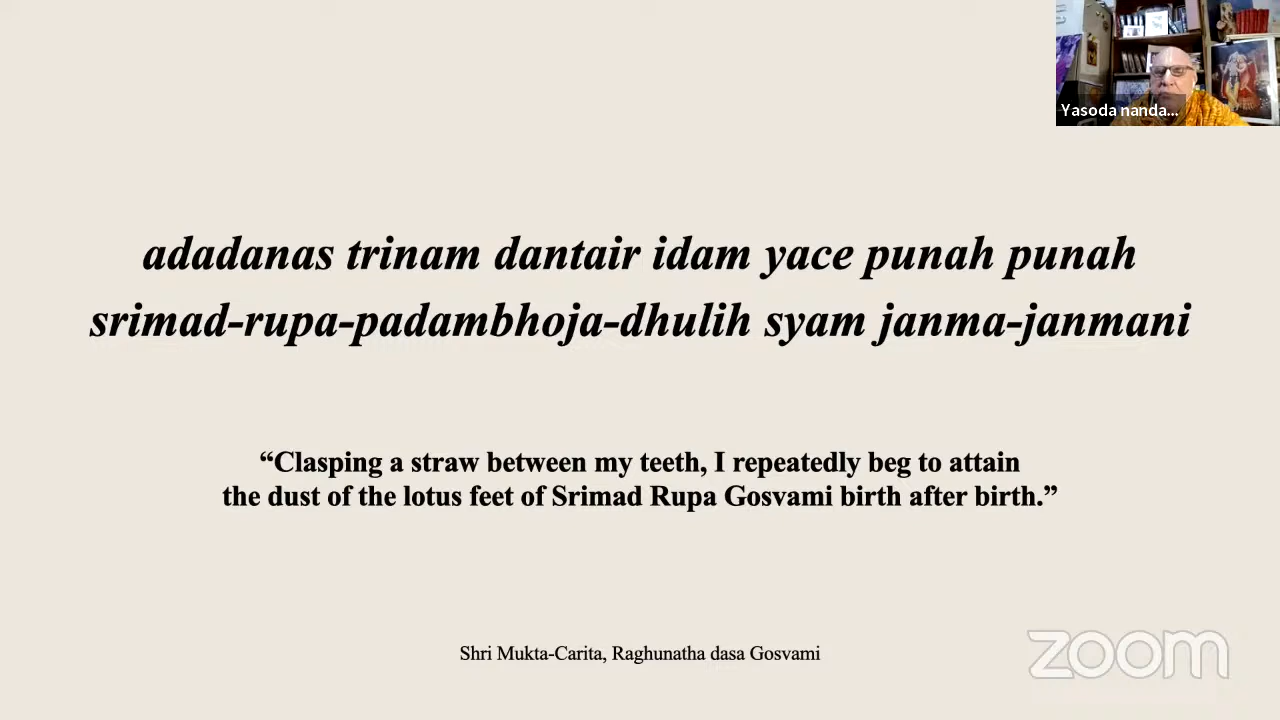 Yasoda nanda...
adadanas trinam dantair idam yace punah punah
srimad-rupa-padambhoja-dhulih syam janma-janmani
“Clasping a straw between my teeth, I repeatedly beg to attain
the dust of the lotus feet of Srimad Rupa Gosvami birth after birth.”
Shri Mukta-Carita, Raghunatha dasa Gosvami
zoom